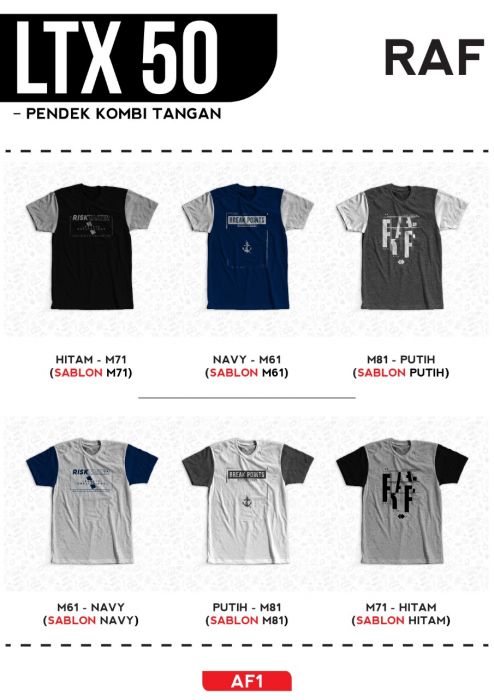 LTX 50
RAF
- PENDEK KOMBI TANGAN
RISKTAKER
BREAK POINTS
RAF
HITAM - M71
(SABLON M71)
NAVY - M61
(SABLON M61)
M81 - PUTIH
(SABLON PUTIH)
RISK
BREAK POINTS
RAF
M61 - NAVY
(SABLON NAVY)
PUTIH - M81
(SABLON M81)
M71 - HITAM
(SABLON HITAM)
AF1